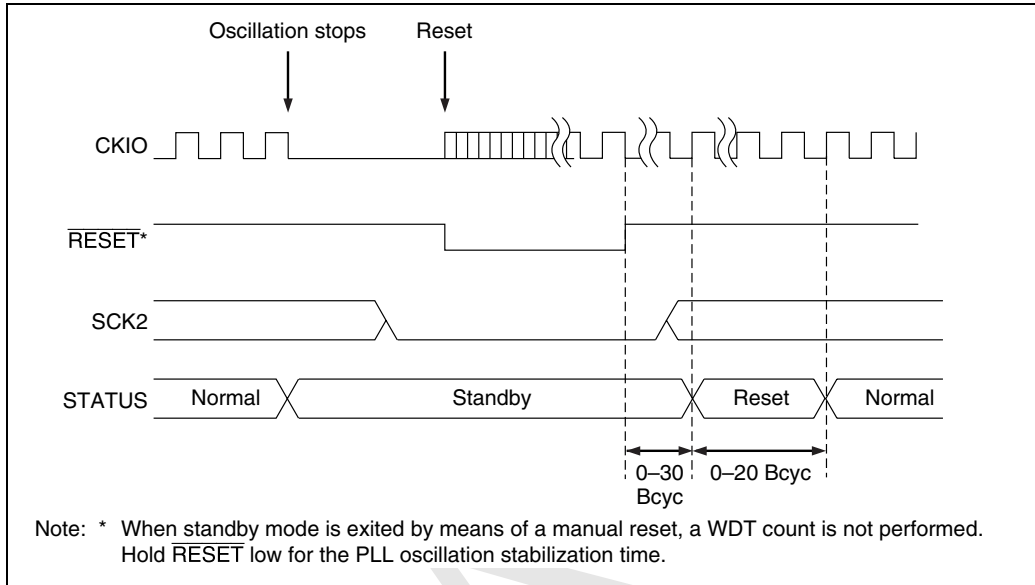 Oscillation stops Reset
CKIO
RESET*
SCK2
STATUS Normal Standby Reset Normal
0–30 0–20 Bcyc
Bcyc
Note: * When standby mode is exited by means of a manual reset, a WDT count is not performed.
Hold RESET low for the PLL oscillation stabilization time.